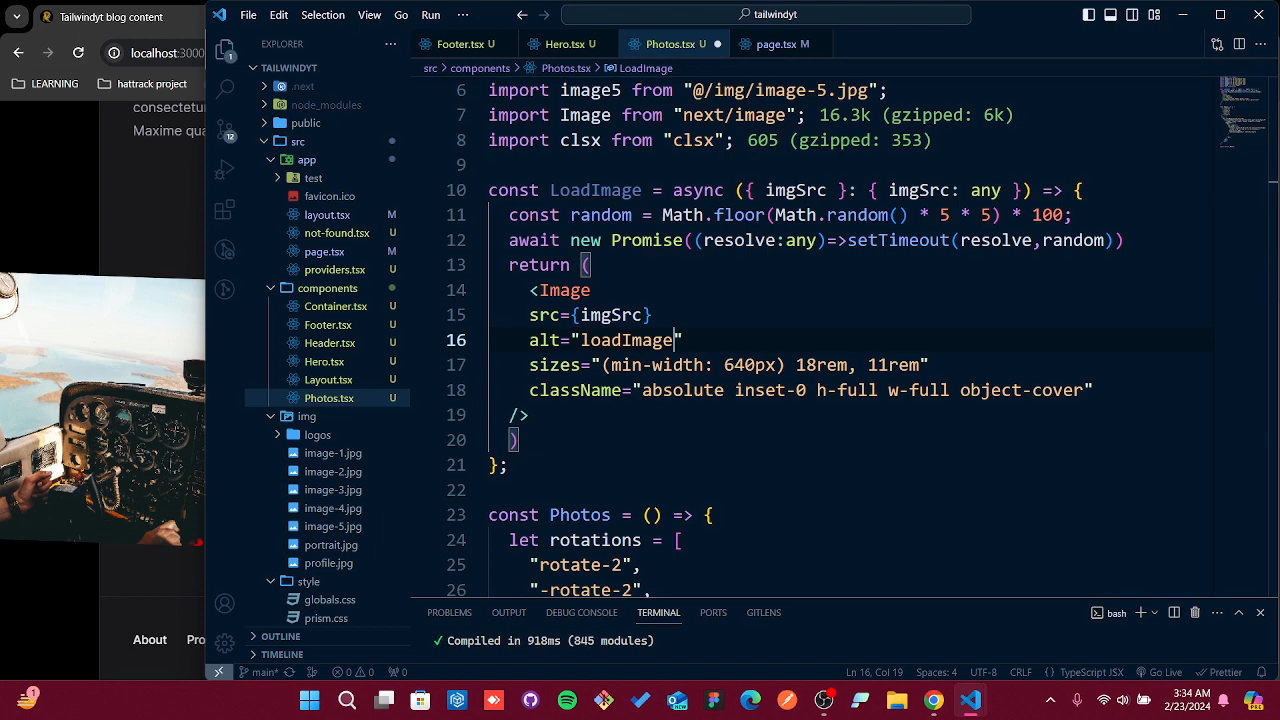 Tailwindyt blog content
localhost:3000
LEARNING
hattrack project
consectetu
Maxime qua
About Pro
File Edit Selection View Go Run
tailwindyt
EXPLORER
TAILWINDYT
.next
node_modules
public
src
app
test
favicon.ico
layout.tsx M
not-found.tsx U
page.tsx M
providers.tsx U
components
Container.tsx U
Footer.tsx U
Header.tsx U
Hero.tsx U
Layout.tsx U
Photos.tsx U
img
logos
image-1.jpg
image-2.jpg
image-3.jpg
image-4.jpg
image-5.jpg
portrait.jpg
profile.jpg
style
globals.css
prism.css
OUTLINE
TIMELINE
1
12
Footer.tsx U
Hero.tsx U
Photos.tsx U
page.tsx M
src > components > Photos.tsx > LoadImage
6 import image5 from "@/img/image-5.jpg";
7 import Image from "next/image"; 16.3k (gzipped: 6k)
8 import clsx from "clsx"; 605 (gzipped: 353)
9
10 const LoadImage = async ({ imgSrc }: { imgSrc: any }) => {
11 const random = Math.floor(Math.random() * 5 * 5) * 100;
12 await new Promise((resolve:any)=>setTimeout(resolve,random))
13 return (
14 <Image
15 src={imgSrc}
16 alt="loadImage"
17 sizes="(min-width: 640px) 18rem, 11rem"
18 className="absolute inset-0 h-full w-full object-cover"
19 />
20 )
21 };
22
23 const Photos = () => {
24 let rotations = [
25 "rotate-2",
26 "-rotate-2",
PROBLEMS OUTPUT DEBUG CONSOLE TERMINAL PORTS GITLENS
bash
✓ Compiled in 918ms (845 modules)
main* 0 0 0
Ln 16, Col 19 Spaces: 4 UTF-8 CRLF {} TypeScript JSX Go Live Prettier
1
NEW
3:34 AM
2/23/2024
PRE